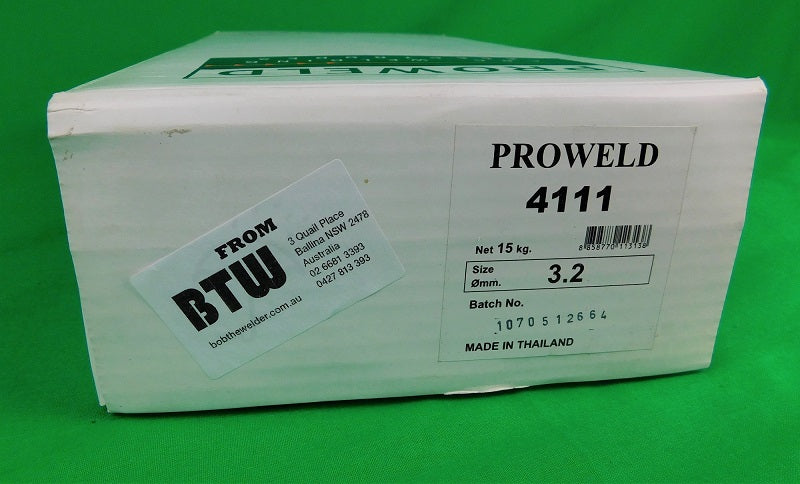 PROWELD
FROM
BTW
3 Quail Place
Ballina NSW 2478
Australia
02 6681 3393
0427 813 393
bobthewelder.com.au
PROWELD
4111
Net 15 kg.
8 858770 113138
Size
Ømm.
3.2
Batch No.
1070512664
MADE IN THAILAND